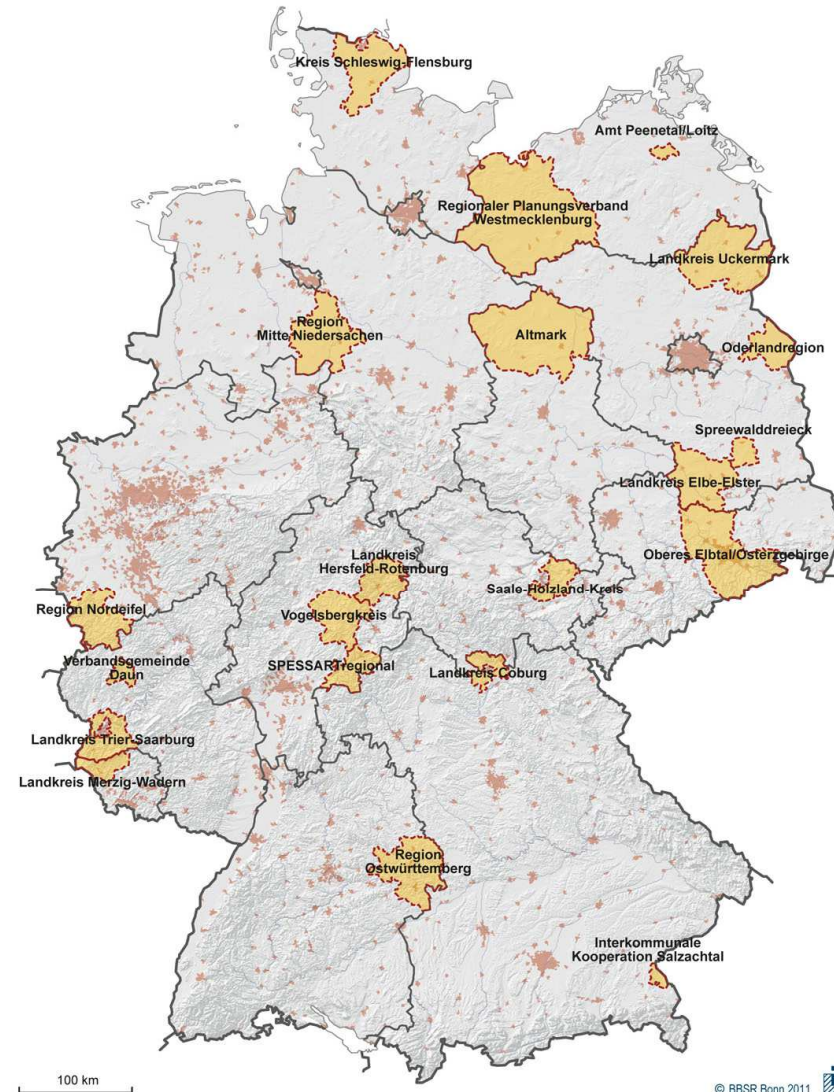 Kreis Schleswig-Flensburg
Amt Peenetal/Loitz
Regionaler Planungsverband
Westmecklenburg
Landkreis Uckermark
Region
Mitte Niedersachen
Altmark
Oderlandregion
Spreewalddreieck
Landkreis Elbe-Elster
Oberes Elbtal/Osterzgebirge
Landkreis
Hersfeld-Rotenburg
Saale-Holzland-Kreis
Region Nordeifel
Vogelsbergkreis
Verbandsgemeinde
Daun
SPESSARTregional
Landkreis Coburg
Landkreis Trier-Saarburg
Landkreis Merzig-Wadern
Region
Ostwürttemberg
Interkommunale
Kooperation Salzachtal
100 km
© BBSR Bonn 2011